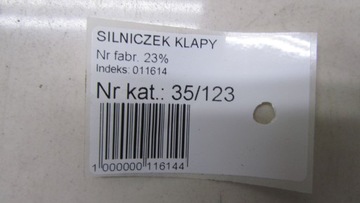 SILNICZEK KLAPY
Nr fabr. 23%
Indeks: 011614
Nr kat.: 35/123
1 000000 116144